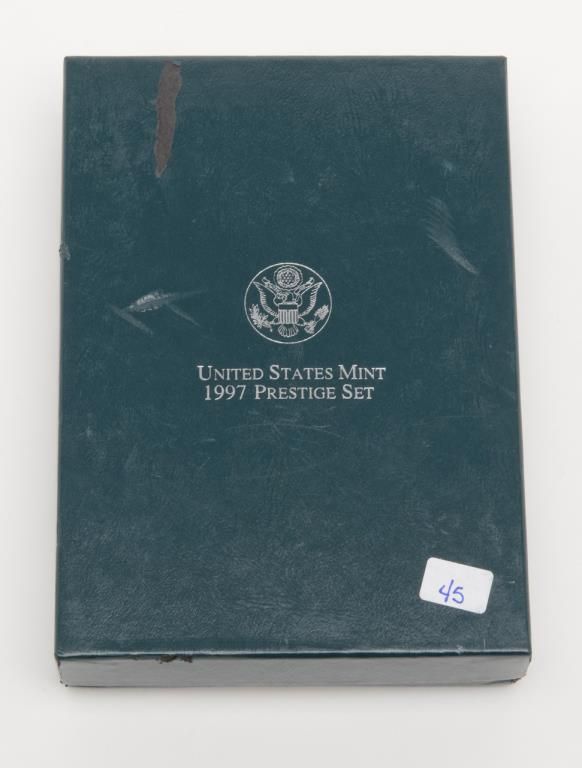 UNITED STATES MINT
1997 PRESTIGE SET
45